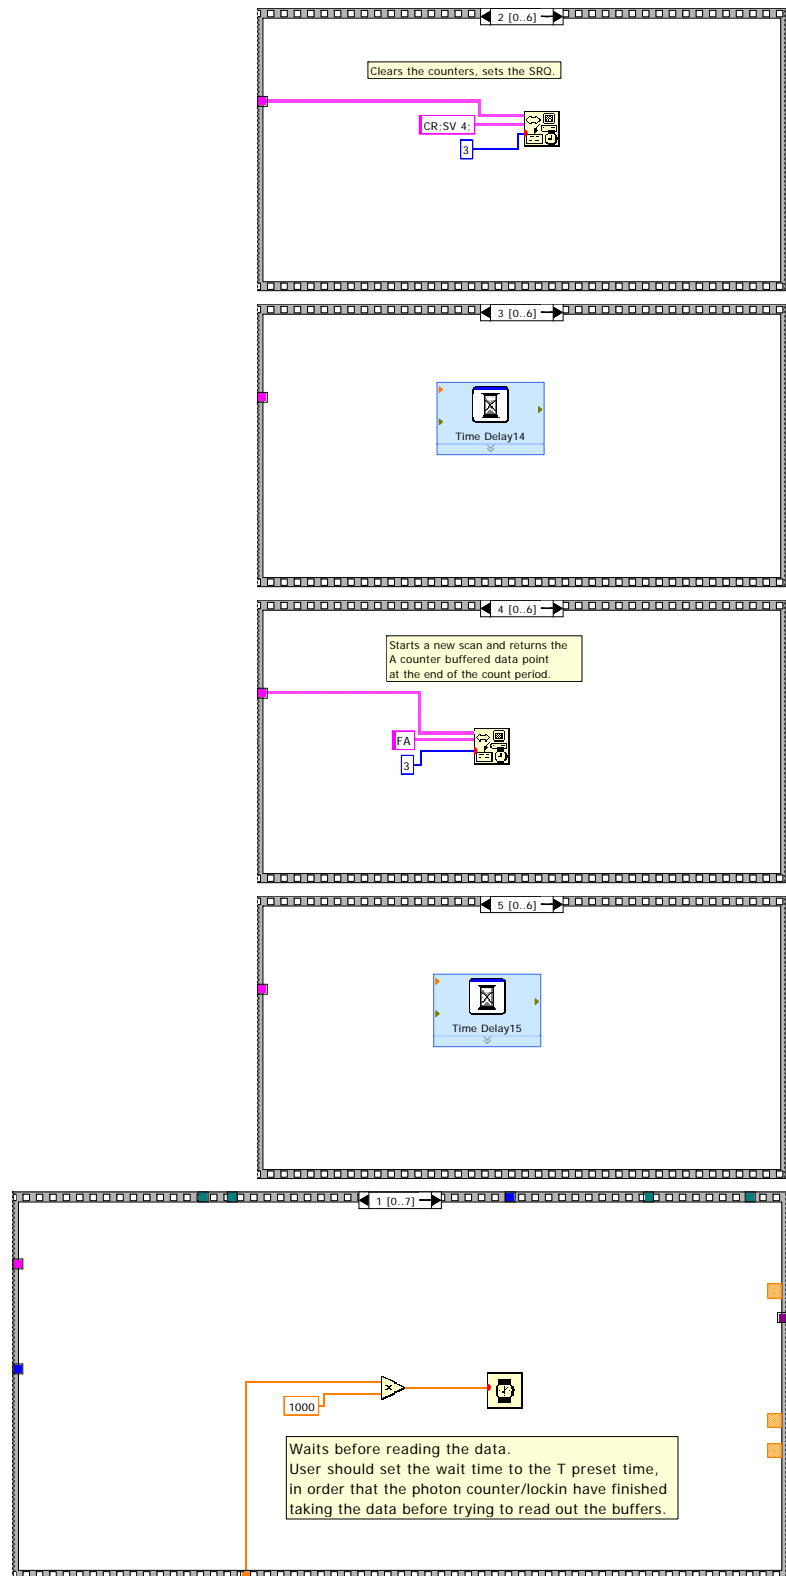 2 [0..6]
Clears the counters, sets the SRQ.
CR;SV 4;
3
3 [0..6]
Time Delay14
4 [0..6]
Starts a new scan and returns the
A counter buffered data point
at the end of the count period.
FA
3
5 [0..6]
Time Delay15
1 [0..7]
1000
Waits before reading the data.
User should set the wait time to the T preset time,
in order that the photon counter/lockin have finished
taking the data before trying to read out the buffers.